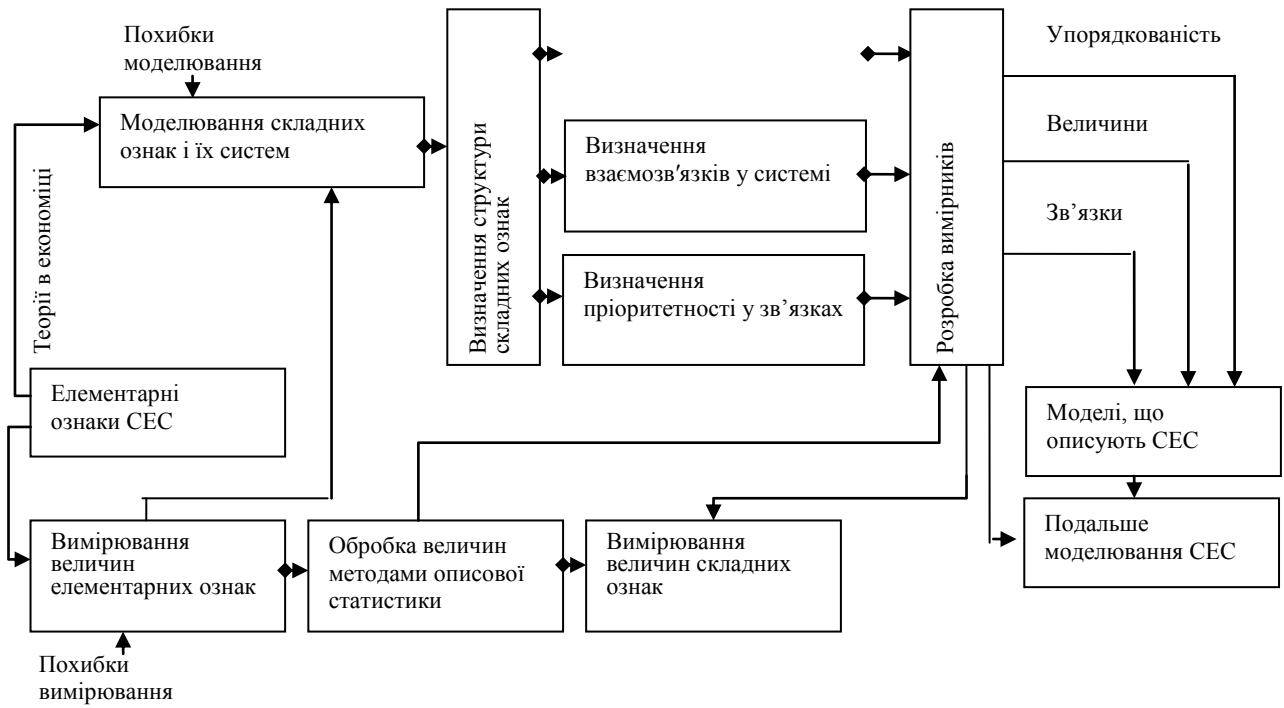 Похибки
моделювання
Упорядкованість
Моделювання складних
ознак і їх систем
Визначення структури
складних ознак
Визначення
взаємозв'язків у системі
Розробка вимірників
Величини
Зв’язки
Теорії в економіці
Визначення
пріоритетності у зв’язках
Елементарні
ознаки СЕС
Моделі, що
описують СЕС
Вимірювання
величин
елементарних ознак
Обробка величин
методами описової
статистики
Вимірювання
величин складних
ознак
Подальше
моделювання СЕС
Похибки
вимірювання